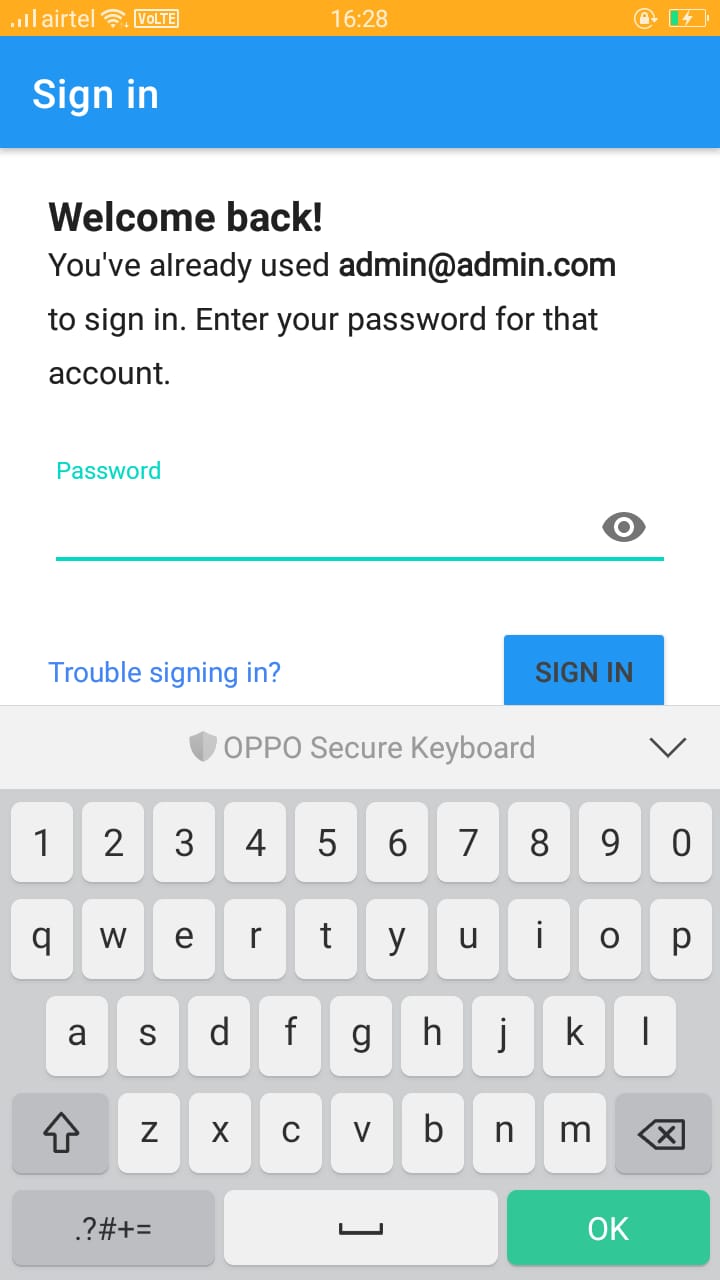 airtel VoLTE 16:28
Sign in
Welcome back!
You've already used admin@admin.com
to sign in. Enter your password for that
account.
Password
Trouble signing in? SIGN IN
OPPO Secure Keyboard
1 2 3 4 5 6 7 8 9 0
q w e r t y u i o p
a s d f g h j k l
z x c v b n m
.?#+= OK